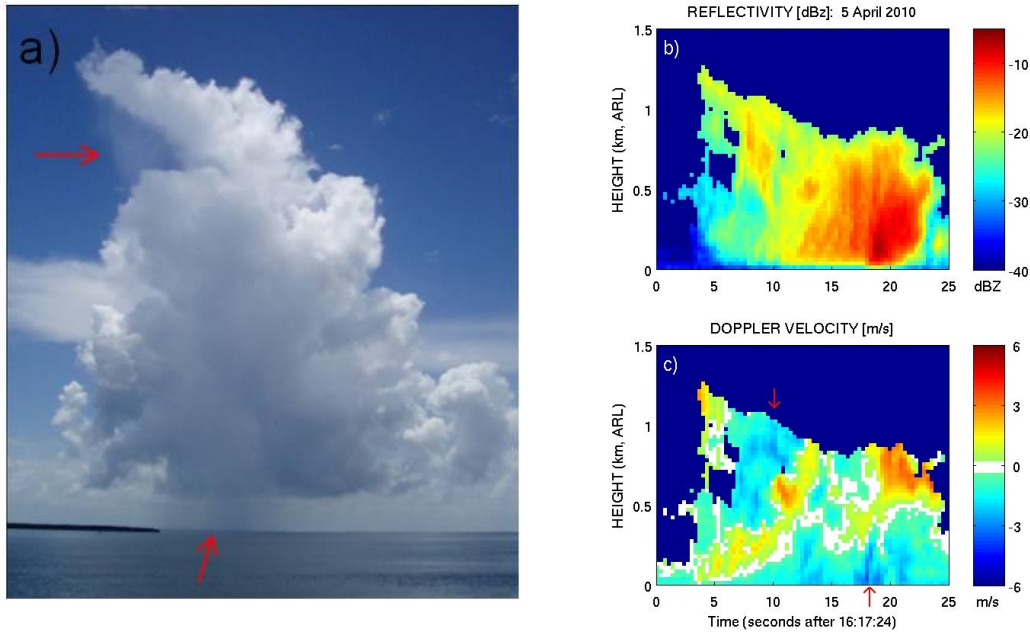 a)
REFLECTIVITY [dBz]: 5 April 2010
b)
HEIGHT (km, ARL)
1.5
1
0.5
0
0 5 10 15 20 25
-10
-20
-30
-40
dBZ
DOPPLER VELOCITY [m/s]
c)
HEIGHT (km, ARL)
1.5
1
0.5
0
0 5 10 15 20 25
Time (seconds after 16:17:24)
6
3
0
-3
-6
m/s